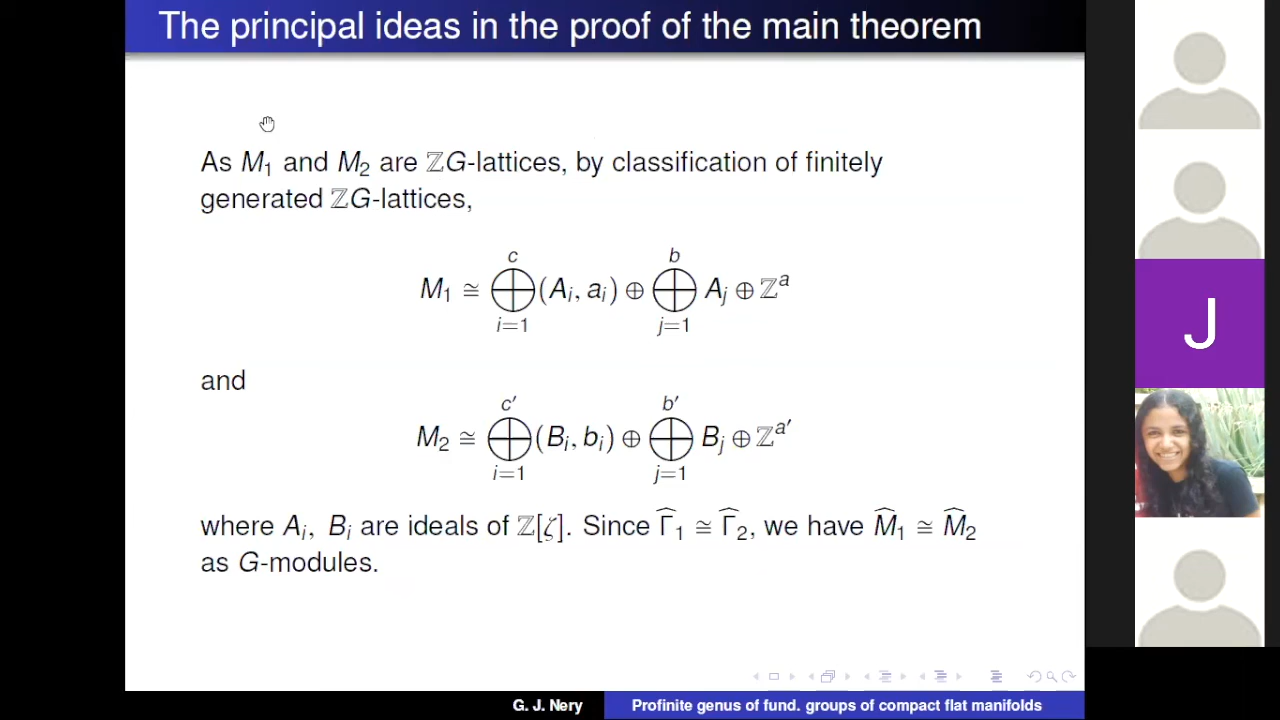 The principal ideas in the proof of the main theorem
As M₁ and M₂ are ℤG-lattices, by classification of finitely
generated ℤG-lattices,
M₁ ≅ ⊕_{i=1}^{c} (Aᵢ, aᵢ) ⊕ ⊕_{j=1}^{b} Aⱼ ⊕ ℤᵃ
and
M₂ ≅ ⊕_{i=1}^{c′} (Bᵢ, bᵢ) ⊕ ⊕_{j=1}^{b′} Bⱼ ⊕ ℤ^{a′}
where Aᵢ, Bᵢ are ideals of ℤ[ζ]. Since Γ̂₁ ≅ Γ̂₂, we have M̂₁ ≅ M̂₂
as G-modules.
J
G. J. Nery Profinite genus of fund. groups of compact flat manifolds